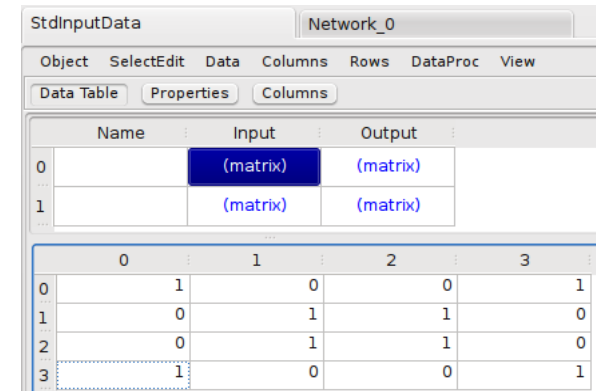 StdInputData Network_0
Object SelectEdit Data Columns Rows DataProc View
Data Table Properties Columns
Name Input Output
0 (matrix) (matrix)
1 (matrix) (matrix)
0 1 2 3
0 1 0 0 1
1 0 1 1 0
2 0 1 1 0
3 1 0 0 1